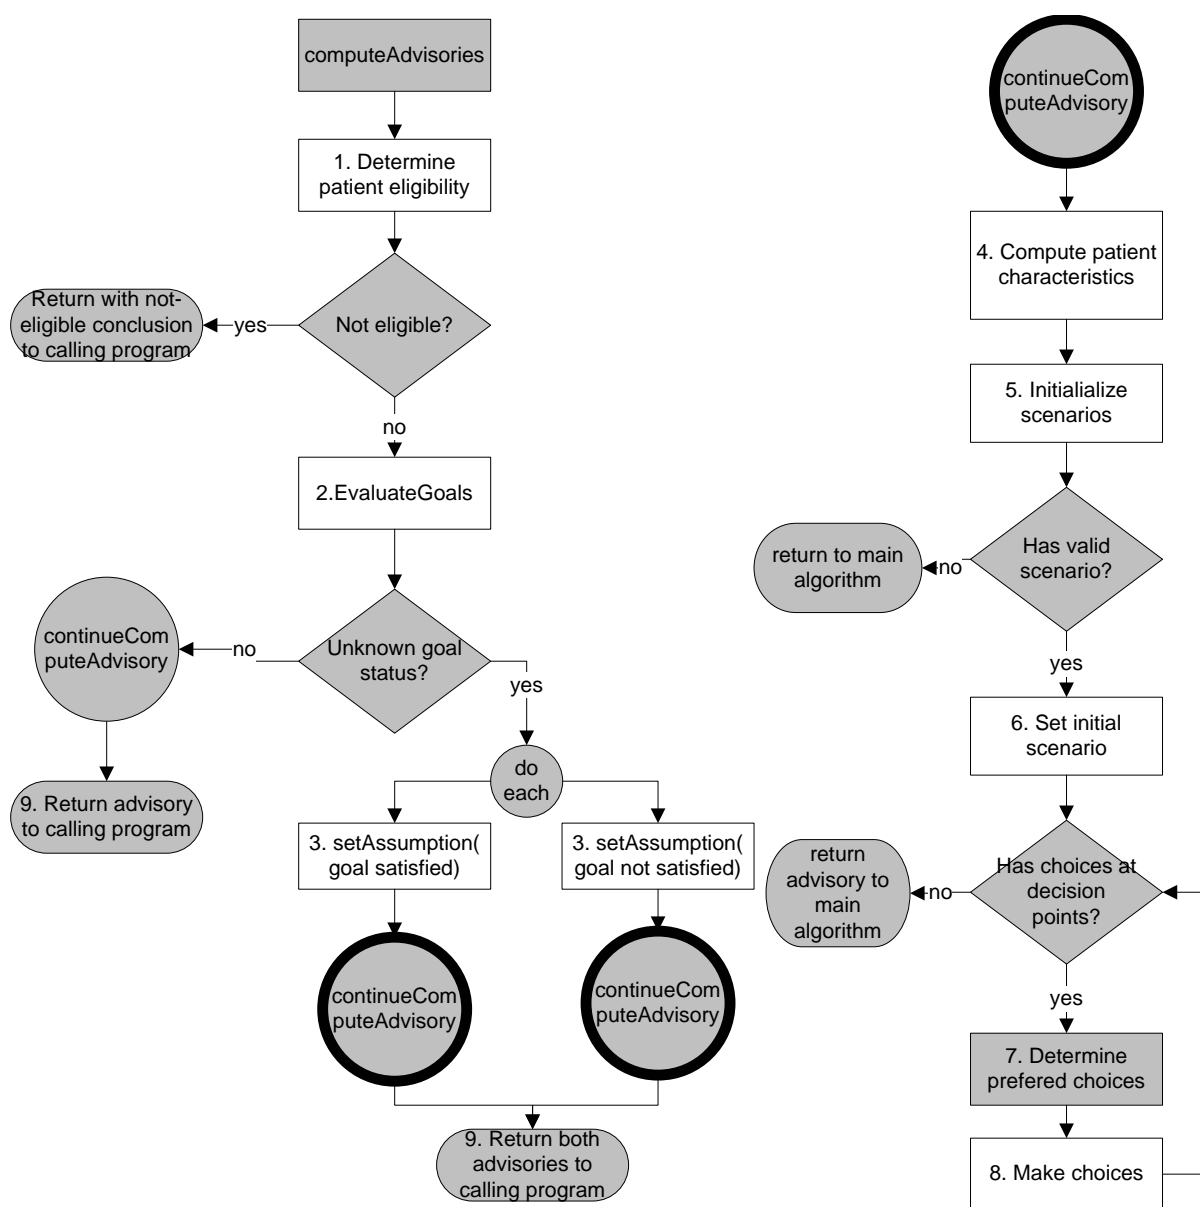 computeAdvisories
1. Determine
patient eligibility
Not eligible?
yes
Return with not-
eligible conclusion
to calling program
no
2.EvaluateGoals
Unknown goal
status?
no
continueCom
puteAdvisory
9. Return advisory
to calling program
yes
do
each
3. setAssumption(
goal satisfied)
3. setAssumption(
goal not satisfied)
continueCom
puteAdvisory
continueCom
puteAdvisory
9. Return both
advisories to
calling program
continueCom
puteAdvisory
4. Compute patient
characteristics
5. Initialialize
scenarios
Has valid
scenario?
no
return to main
algorithm
yes
6. Set initial
scenario
Has choices at
decision
points?
no
return
advisory to
main
algorithm
yes
7. Determine
prefered choices
8. Make choices